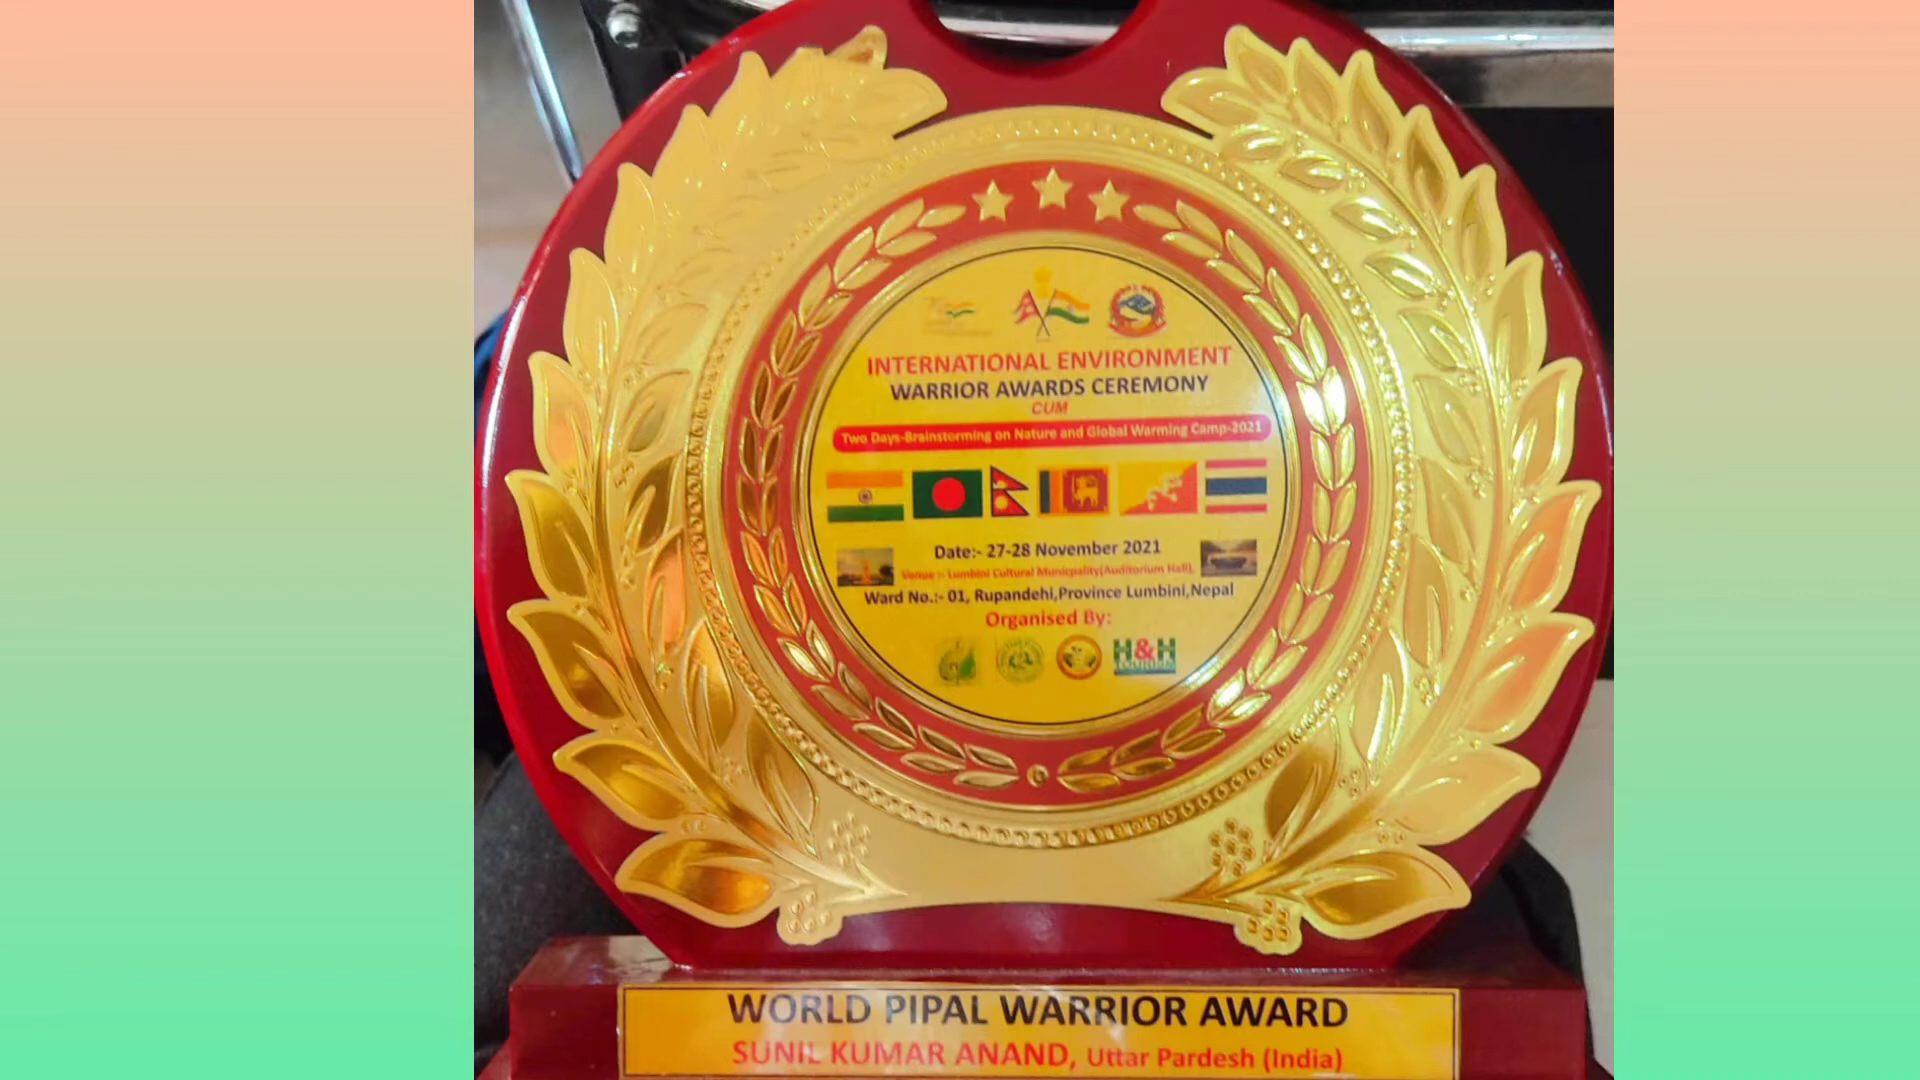 INTERNATIONAL ENVIRONMENT
WARRIOR AWARDS CEREMONY
CUM
Two Days-Brainstorming on Nature and Global Warming Camp-2021
Date:- 27-28 November 2021
Venue :- Lumbini Cultural Municpality(Auditorium Hall),
Ward No.:- 01, Rupandehi,Province Lumbini,Nepal
Organised By:
H&H
WORLD PIPAL WARRIOR AWARD
SUNIL KUMAR ANAND, Uttar Pardesh (India)